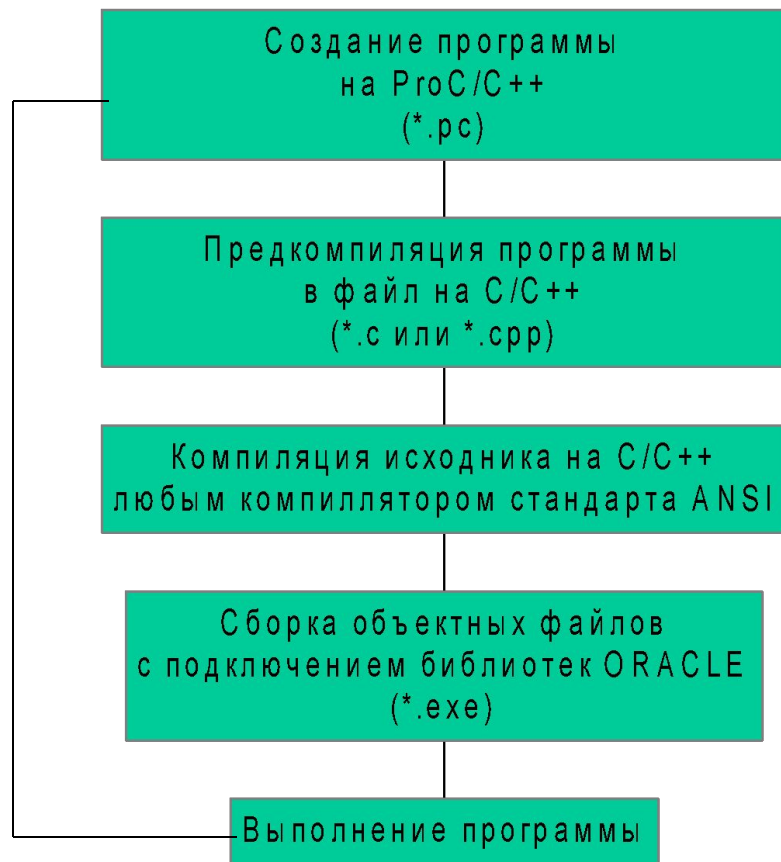 Создание программы
на ProC/C++
(*.pc)
Предкомпиляция программы
в файл на C/C++
(*.c или *.cpp)
Компиляция исходника на C/C++
любым компиллятором стандарта ANSI
Сборка объектных файлов
с подключением библиотек ORACLE
(*.exe)
Выполнение программы